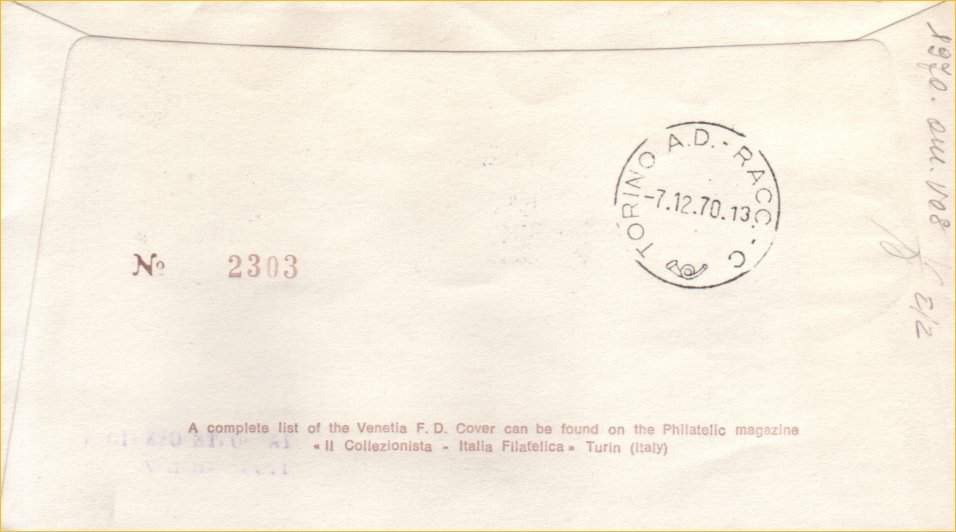 TORINO A.D. - RACC. - C
-7.12.70.13
№ 2303
A complete list of the Venetia F. D. Cover can be found on the Philatelic magazine
« Il Collezionista - Italia Filatelica » Turin (Italy)
1970.